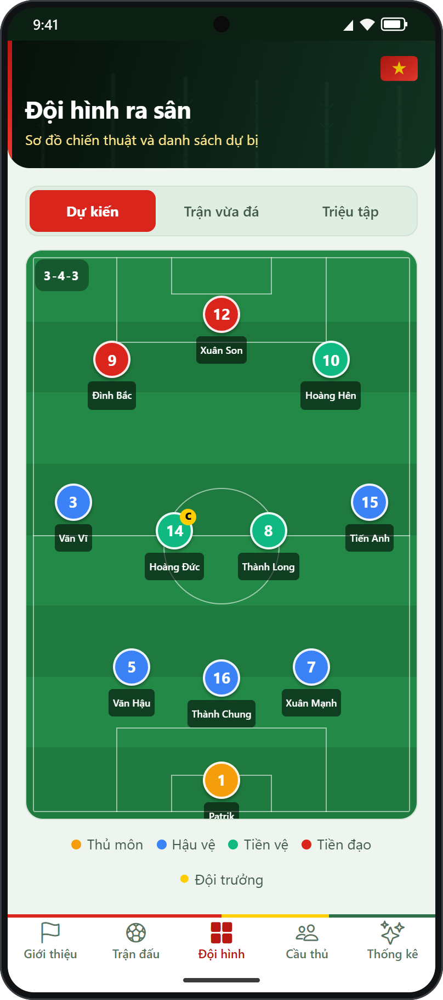 9:41
Đội hình ra sân
Sơ đồ chiến thuật và danh sách dự bị
Dự kiến
Trận vừa đá
Triệu tập
3-4-3
12
Xuân Son
9
Đình Bắc
10
Hoàng Hên
3
Văn Vĩ
15
Tiến Anh
14
C
Hoàng Đức
8
Thành Long
5
Văn Hậu
16
Thành Chung
7
Xuân Mạnh
1
Patrik
Thủ môn
Hậu vệ
Tiền vệ
Tiền đạo
Đội trưởng
Giới thiệu
Trận đấu
Đội hình
Cầu thủ
Thống kê